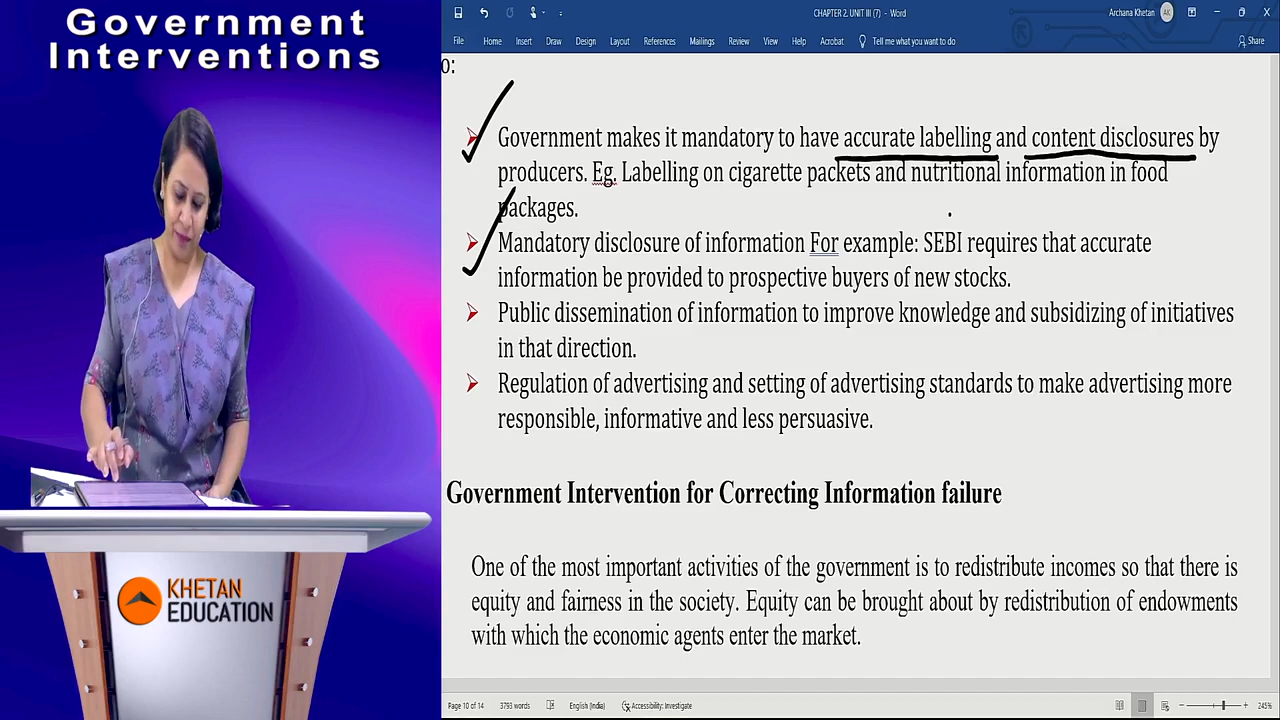 Government
Interventions
CHAPTER 2. UNIT III (7) - Word
Archana Khetan AK
File Home Insert Draw Design Layout References Mailings Review View Help Acrobat Tell me what you want to do Share
o:
Government makes it mandatory to have accurate labelling and content disclosures by
producers. Eg. Labelling on cigarette packets and nutritional information in food
packages.
Mandatory disclosure of information For example: SEBI requires that accurate
information be provided to prospective buyers of new stocks.
Public dissemination of information to improve knowledge and subsidizing of initiatives
in that direction.
Regulation of advertising and setting of advertising standards to make advertising more
responsible, informative and less persuasive.
Government Intervention for Correcting Information failure
One of the most important activities of the government is to redistribute incomes so that there is
equity and fairness in the society. Equity can be brought about by redistribution of endowments
with which the economic agents enter the market.
KHETAN
EDUCATION
Page 10 of 14 3793 words English (India) Accessibility: Investigate 245%